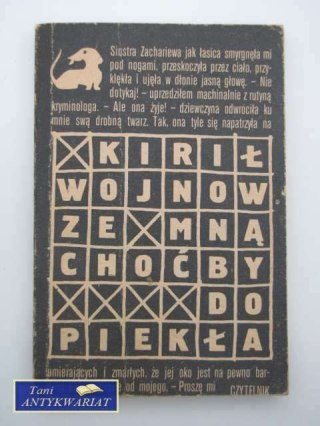 Siostra Zachariewa jak łasica smyrgnęła mi
pod nogami, przeskoczyła przez ciało, przy-
klękła i ujęła w dłonie jasną głowę. – Nie
dotykaj! – uprzedziłem machinalnie z rutyną
kryminologa. – Ale ona żyje! – dziewczyna odwróciła ku
mnie swą drobną twarz. Tak, ona tyle się napatrzyła na
KIRIŁ
WOJNOW
ZE MNĄ
CHOĆBY
DO
PIEKŁA
umierających i zmarłych, że jej oko jest na pewno bar-
od mojego. – Proszę mi
CZYTELNIK
Tani
ANTYKWARIAT